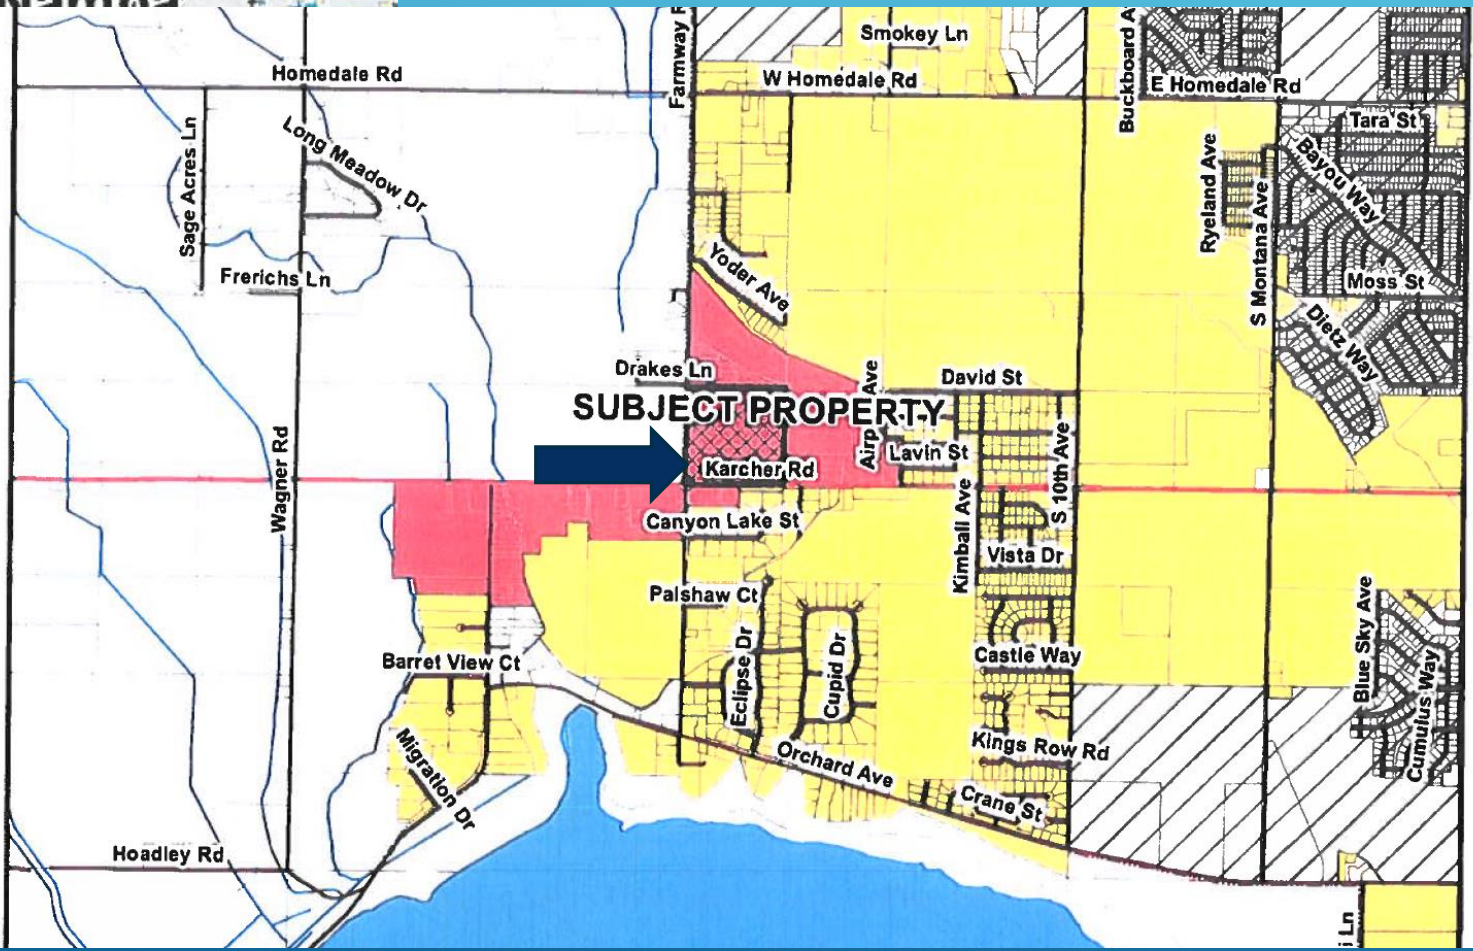 Smokey Ln
Homedale Rd
W Homedale Rd
E Homedale Rd
Farmway
Buckboard
Tara St
Long Meadow Dr
Sage Acres Ln
Ryeland Ave
Bayou Way
S Montana Ave
Frerichs Ln
Yoder Ave
Moss St
Dietz Way
Drakes Ln
David St
SUBJECT PROPERTY
Ave
Lavin St
Karcher Rd
S 10th Ave
Wagner Rd
Canyon Lake St
Kimball Ave
Vista Dr
Palshaw Ct
Blue Sky Ave
Barret View Ct
Eclipse Dr
Cupid Dr
Castle Way
Cumulus Way
Migration Dr
Orchard Ave
Kings Row Rd
Crane St
Hoadley Rd
Ln